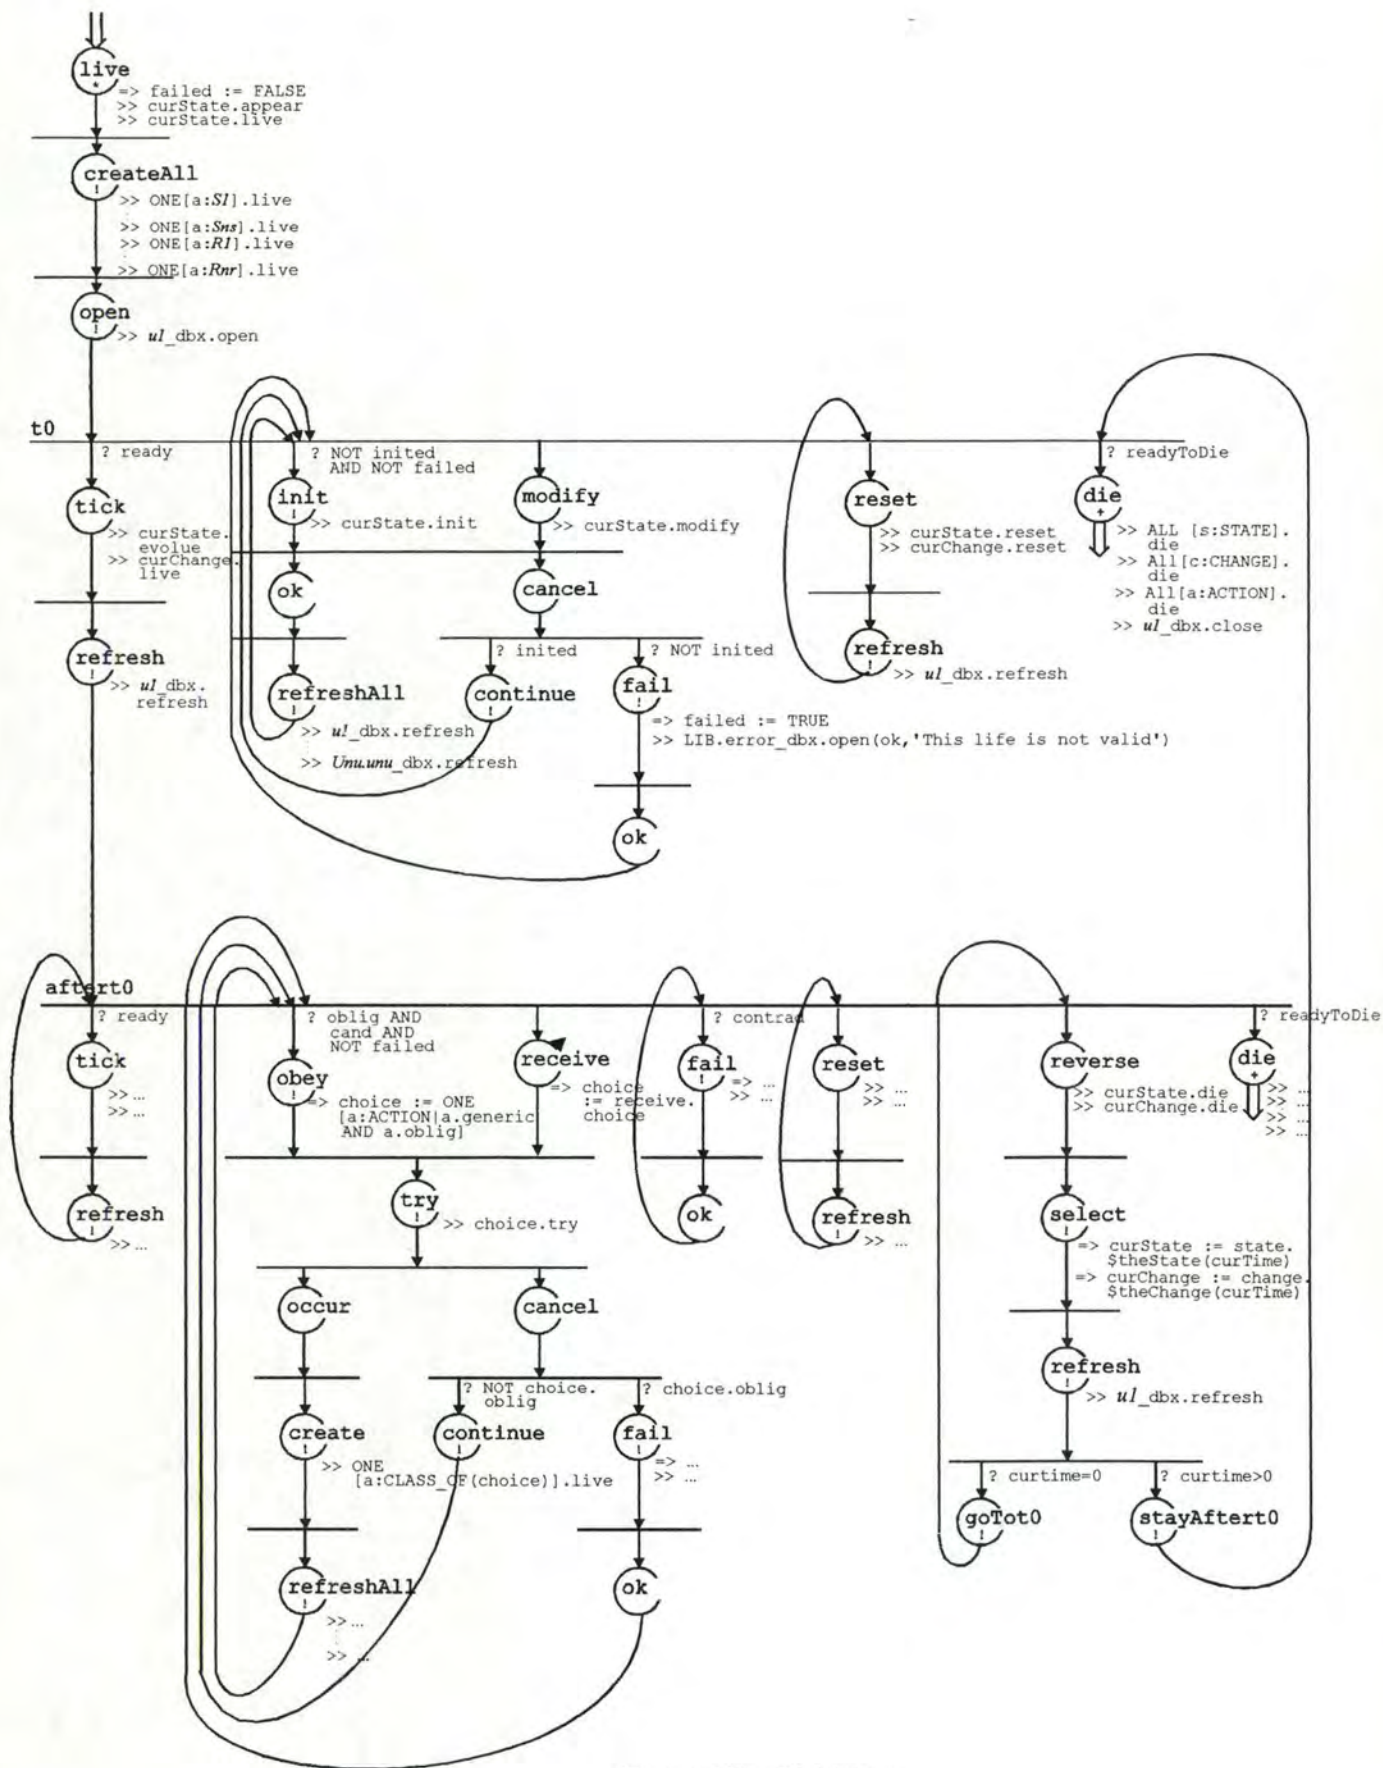 live
*
=> failed := FALSE
>> curState.appear
>> curState.live
createAll
!
>> ONE[a:S1].live
>> ONE[a:Sns].live
>> ONE[a:R1].live
>> ONE[a:Rnr].live
open
!
>> u1_dbx.open
t0
? ready
? NOT inited
AND NOT failed
? readyToDie
tick
>> curState.
evolue
>> curChange.
live
refresh
!
>> u1_dbx.
refresh
init
!
>> curState.init
modify
>> curState.modify
ok
cancel
refreshAll
!
>> u1_dbx.refresh
>> Unu.unu_dbx.refresh
? inited
continue
!
? NOT inited
fail
!
=> failed := TRUE
>> LIB.error_dbx.open(ok,'This life is not valid')
ok
reset
>> curState.reset
>> curChange.reset
refresh
!
>> u1_dbx.refresh
die
+
>> ALL [s:STATE].
die
>> All[c:CHANGE].
die
>> All[a:ACTION].
die
>> u1_dbx.close
aftert0
? ready
? oblig AND
cand AND
NOT failed
? contrad
? readyToDie
tick
>> ...
>> ...
refresh
!
>> ...
obey
!
=> choice := ONE
[a:ACTION|a.generic
AND a.oblig]
receive
=> choice
:= receive.
choice
try
!
>> choice.try
occur
cancel
create
!
>> ONE
[a:CLASS_OF(choice)].live
? NOT choice.
oblig
continue
!
? choice.oblig
fail
!
=> ...
>> ...
refreshAll
!
>> ...
>> ...
ok
fail
!
=> ...
>> ...
ok
reset
!
>> ...
>> ...
refresh
!
>> ...
reverse
>> curState.die
>> curChange.die
select
!
=> curState := state.
$theState(curTime)
=> curChange := change.
$theChange(curTime)
refresh
!
>> u1_dbx.refresh
? curtime=0
goTot0
!
? curtime>0
stayAftert0
!
die
+
>> ...
>> ...
>> ...
>> ...